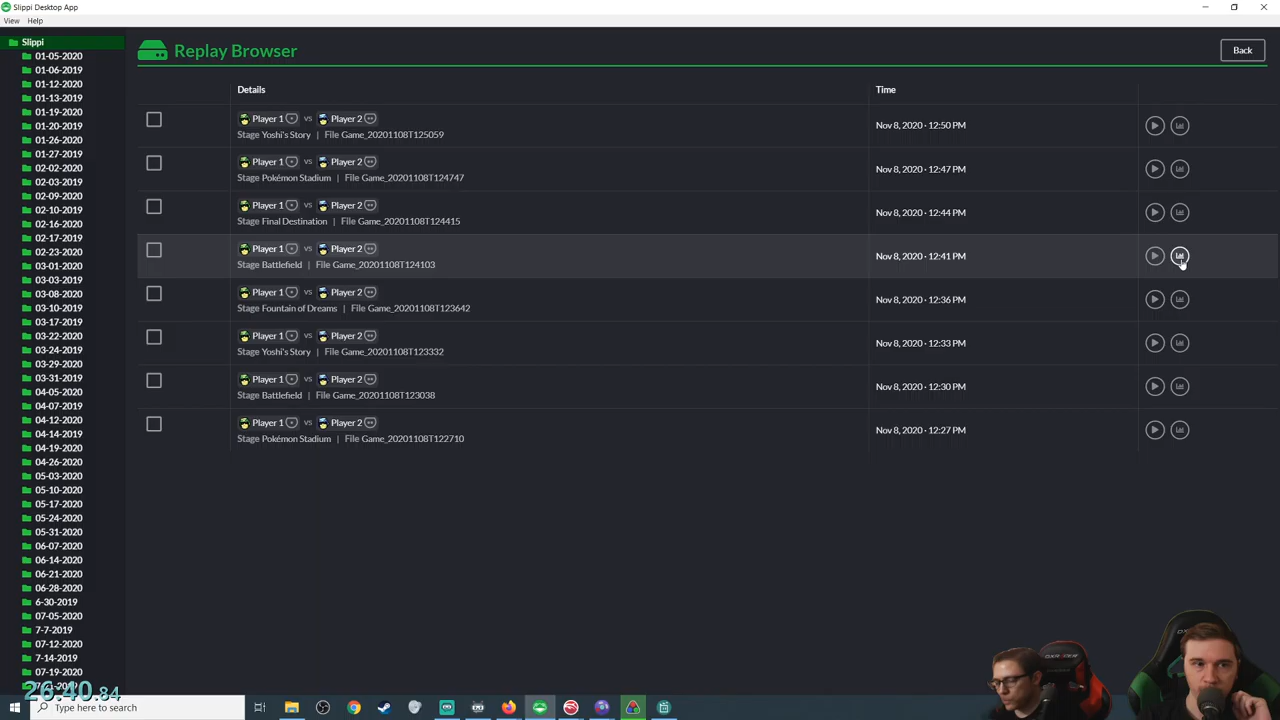 Slippi Desktop App
View Help
Slippi
01-05-2020
01-06-2019
01-12-2020
01-13-2019
01-19-2020
01-20-2019
01-26-2020
01-27-2019
02-02-2020
02-03-2019
02-09-2020
02-10-2019
02-16-2020
02-17-2019
02-23-2020
03-01-2020
03-03-2019
03-08-2020
03-10-2019
03-17-2019
03-22-2020
03-24-2019
03-29-2020
03-31-2019
04-05-2020
04-07-2019
04-12-2020
04-14-2019
04-19-2020
04-26-2020
05-03-2020
05-10-2020
05-17-2020
05-24-2020
05-31-2020
06-07-2020
06-14-2020
06-21-2020
06-28-2020
6-30-2019
07-05-2020
7-7-2019
07-12-2020
7-14-2019
07-19-2020
Replay Browser
Back
Details Time
Player 1 vs Player 2
Stage Yoshi's Story | File Game_20201108T125059
Nov 8, 2020 · 12:50 PM
Player 1 vs Player 2
Stage Pokémon Stadium | File Game_20201108T124747
Nov 8, 2020 · 12:47 PM
Player 1 vs Player 2
Stage Final Destination | File Game_20201108T124415
Nov 8, 2020 · 12:44 PM
Player 1 vs Player 2
Stage Battlefield | File Game_20201108T124103
Nov 8, 2020 · 12:41 PM
Player 1 vs Player 2
Stage Fountain of Dreams | File Game_20201108T123642
Nov 8, 2020 · 12:36 PM
Player 1 vs Player 2
Stage Yoshi's Story | File Game_20201108T123332
Nov 8, 2020 · 12:33 PM
Player 1 vs Player 2
Stage Battlefield | File Game_20201108T123038
Nov 8, 2020 · 12:30 PM
Player 1 vs Player 2
Stage Pokémon Stadium | File Game_20201108T122710
Nov 8, 2020 · 12:27 PM
26:40.84
Type here to search